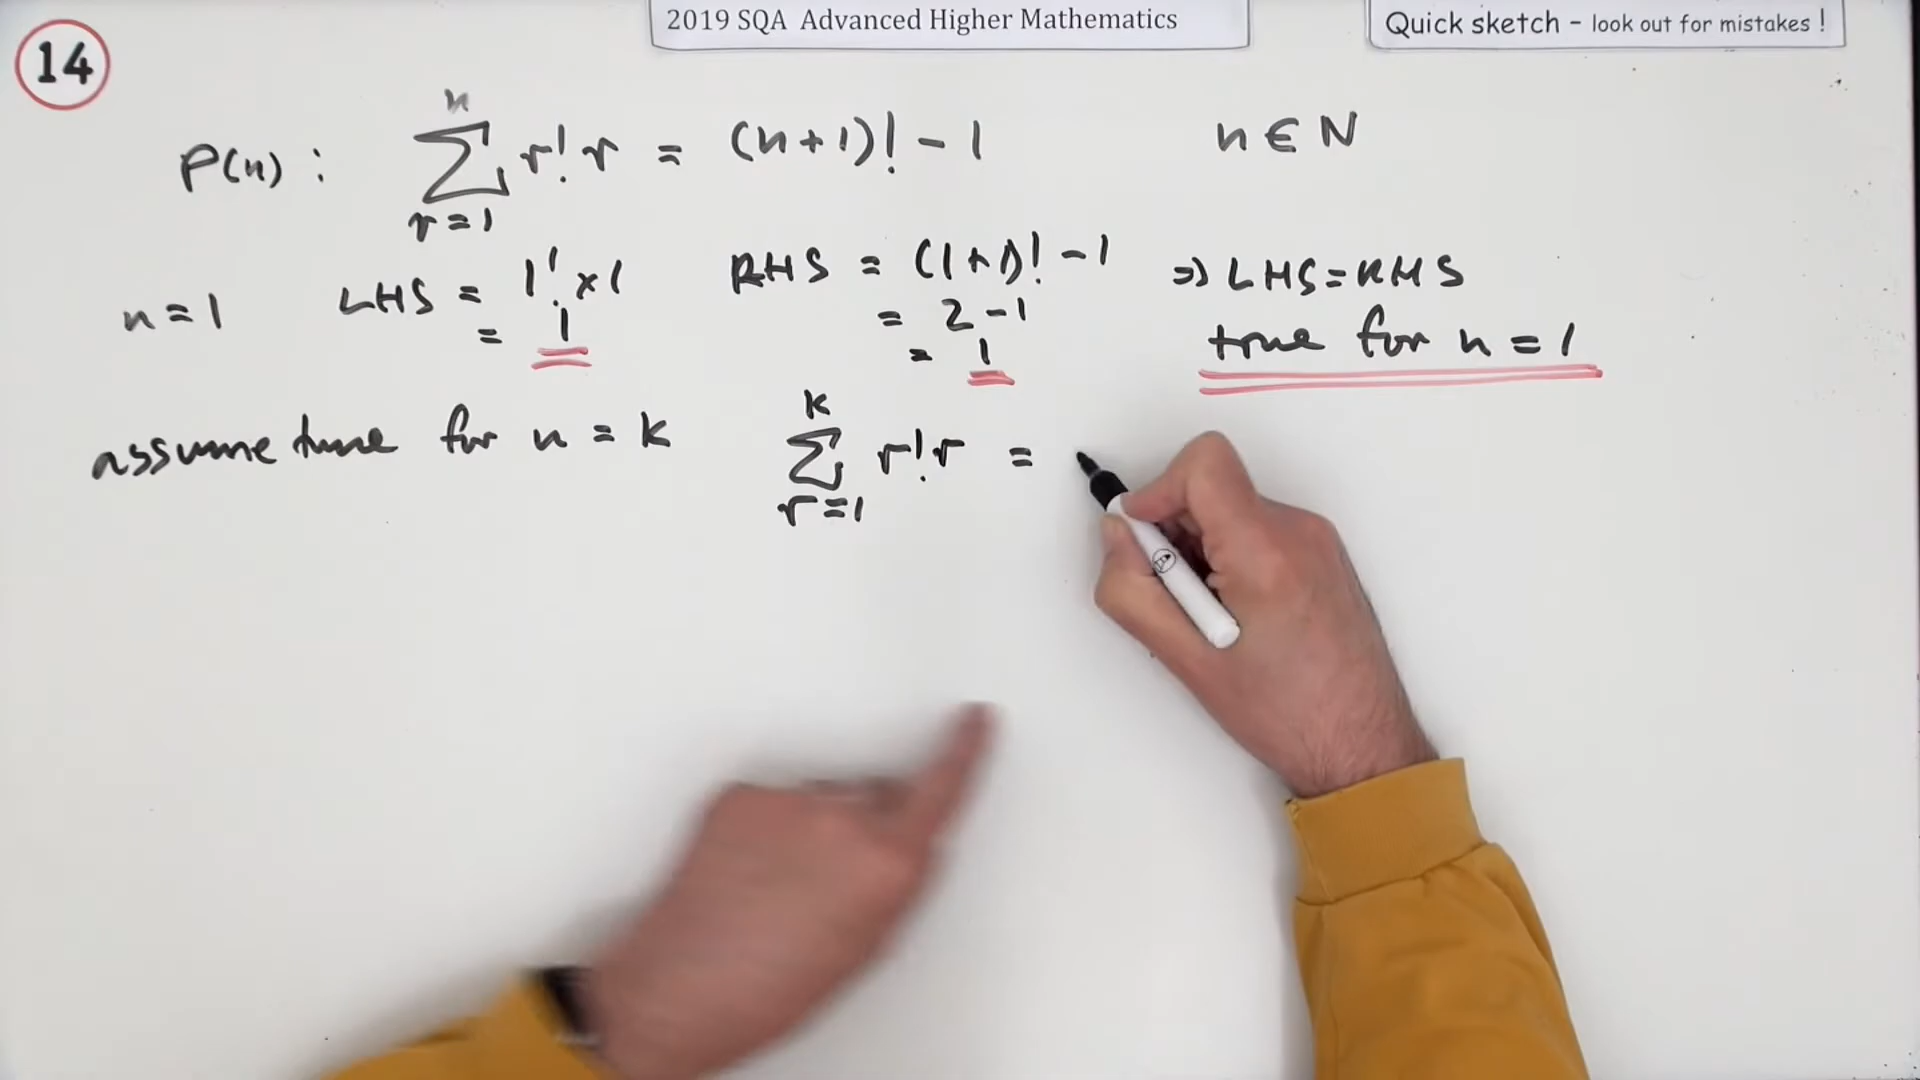 2019 SQA Advanced Higher Mathematics
Quick sketch – look out for mistakes !
14
P(n) : n Σ r=1 r! r = (n+1)! - 1 n ∈ N
n = 1 LHS = 1! × 1 RHS = (1+1)! - 1 ⇒ LHS = RHS
= 1 = 2 - 1 true for n = 1
= 1
assume true for n = k k Σ r=1 r! r =